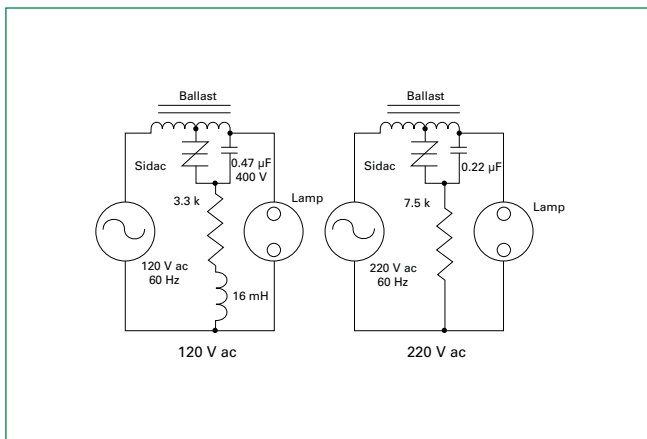 Ballast
Sidac
0.47 µF
400 V
3.3 k
Lamp
120 V ac
60 Hz
16 mH
120 V ac
Ballast
Sidac
0.22 µF
7.5 k
Lamp
220 V ac
60 Hz
220 V ac